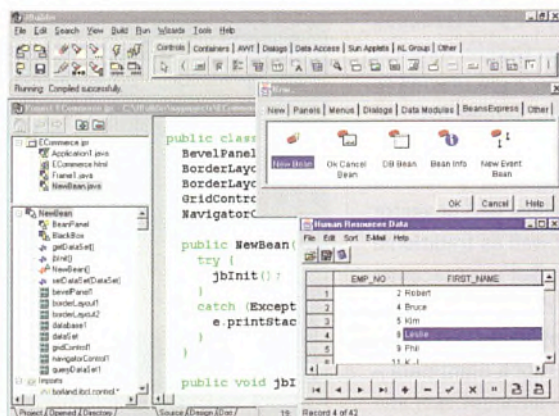 JBuilder
File Edit Search View Build Run Wizards Tools Help
Controls Containers AWT Dialogs Data Access Sun Applets KL Group Other
Running: Compiled successfully.
ECommerce.jpr
Application1.java
ECommerce.html
Frame1.java
NewBean.java
NewBean
BeanPanel
BlackBox
getDataSet()
jbInit()
NewBean()
setDataSet(DataSet)
bevelPanel1
borderLayout1
borderLayout2
database1
dataSet
gridControl1
navigatorControl1
queryDataSet1
Imports
borland.jbcl.control.*
Project Opened Directory
public class
BevelPanel
BorderLayo
BorderLayo
GridContro
NavigatorC
public NewBean(
try {
jbInit();
}
catch (Except
e.printStac
}
}
public void jbI
Source Design Doc
New...
New Panels Menus Dialogs Data Modules BeansExpress Other
New Bean
Ok Cancel Bean
DB Bean
Bean Info
New Event Bean
OK Cancel Help
Human Resources Data
File Edit Sort E-Mail Help
EMP_NO FIRST_NAME
1 2 Robert
2 4 Bruce
3 5 Kim
4 8 Leslie
5 9 Phil
6 11 K. J.
19 Record 4 of 42